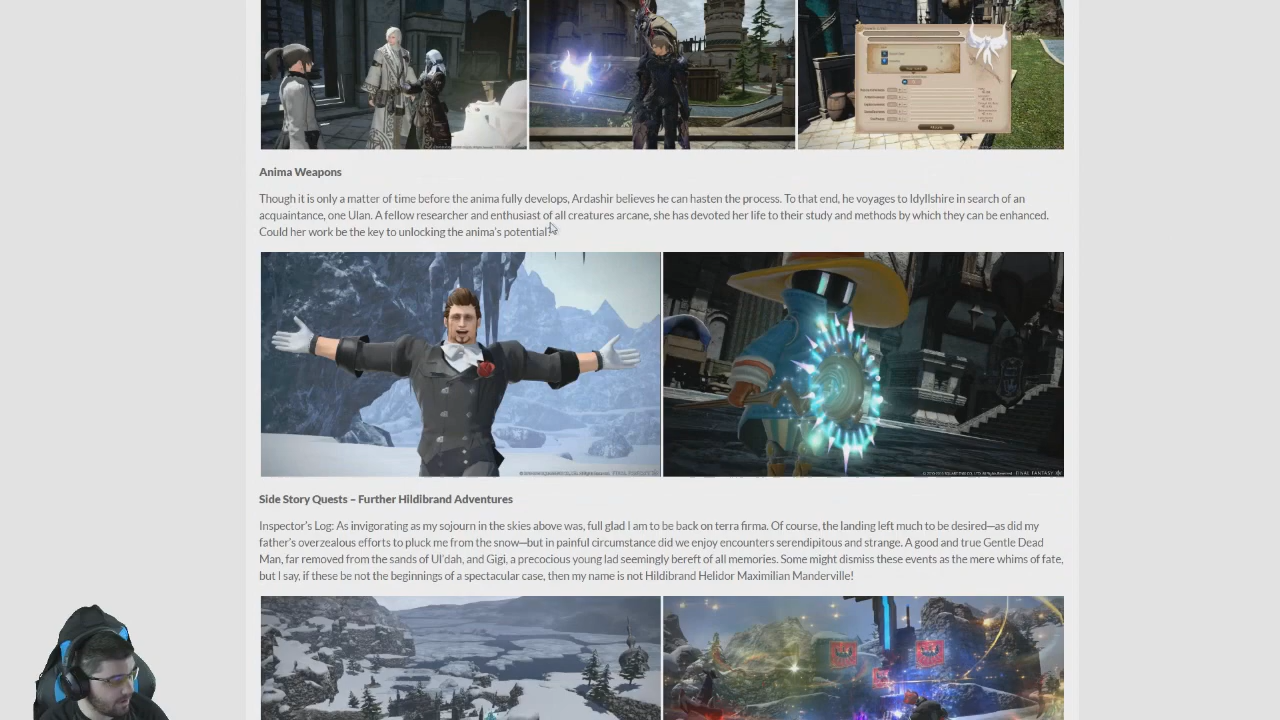 Anima Weapons
Though it is only a matter of time before the anima fully develops, Ardashir believes he can hasten the process. To that end, he voyages to Idyllshire in search of an
acquaintance, one Ulan. A fellow researcher and enthusiast of all creatures arcane, she has devoted her life to their study and methods by which they can be enhanced.
Could her work be the key to unlocking the anima's potential?
Side Story Quests – Further Hildibrand Adventures
Inspector's Log: As invigorating as my sojourn in the skies above was, full glad I am to be back on terra firma. Of course, the landing left much to be desired—as did my
father's overzealous efforts to pluck me from the snow—but in painful circumstance did we enjoy encounters serendipitous and strange. A good and true Gentle Dead
Man, far removed from the sands of Ul'dah, and Gigi, a precocious young lad seemingly bereft of all memories. Some might dismiss these events as the mere whims of fate,
but I say, if these be not the beginnings of a spectacular case, then my name is not Hildibrand Helidor Maximilian Manderville!